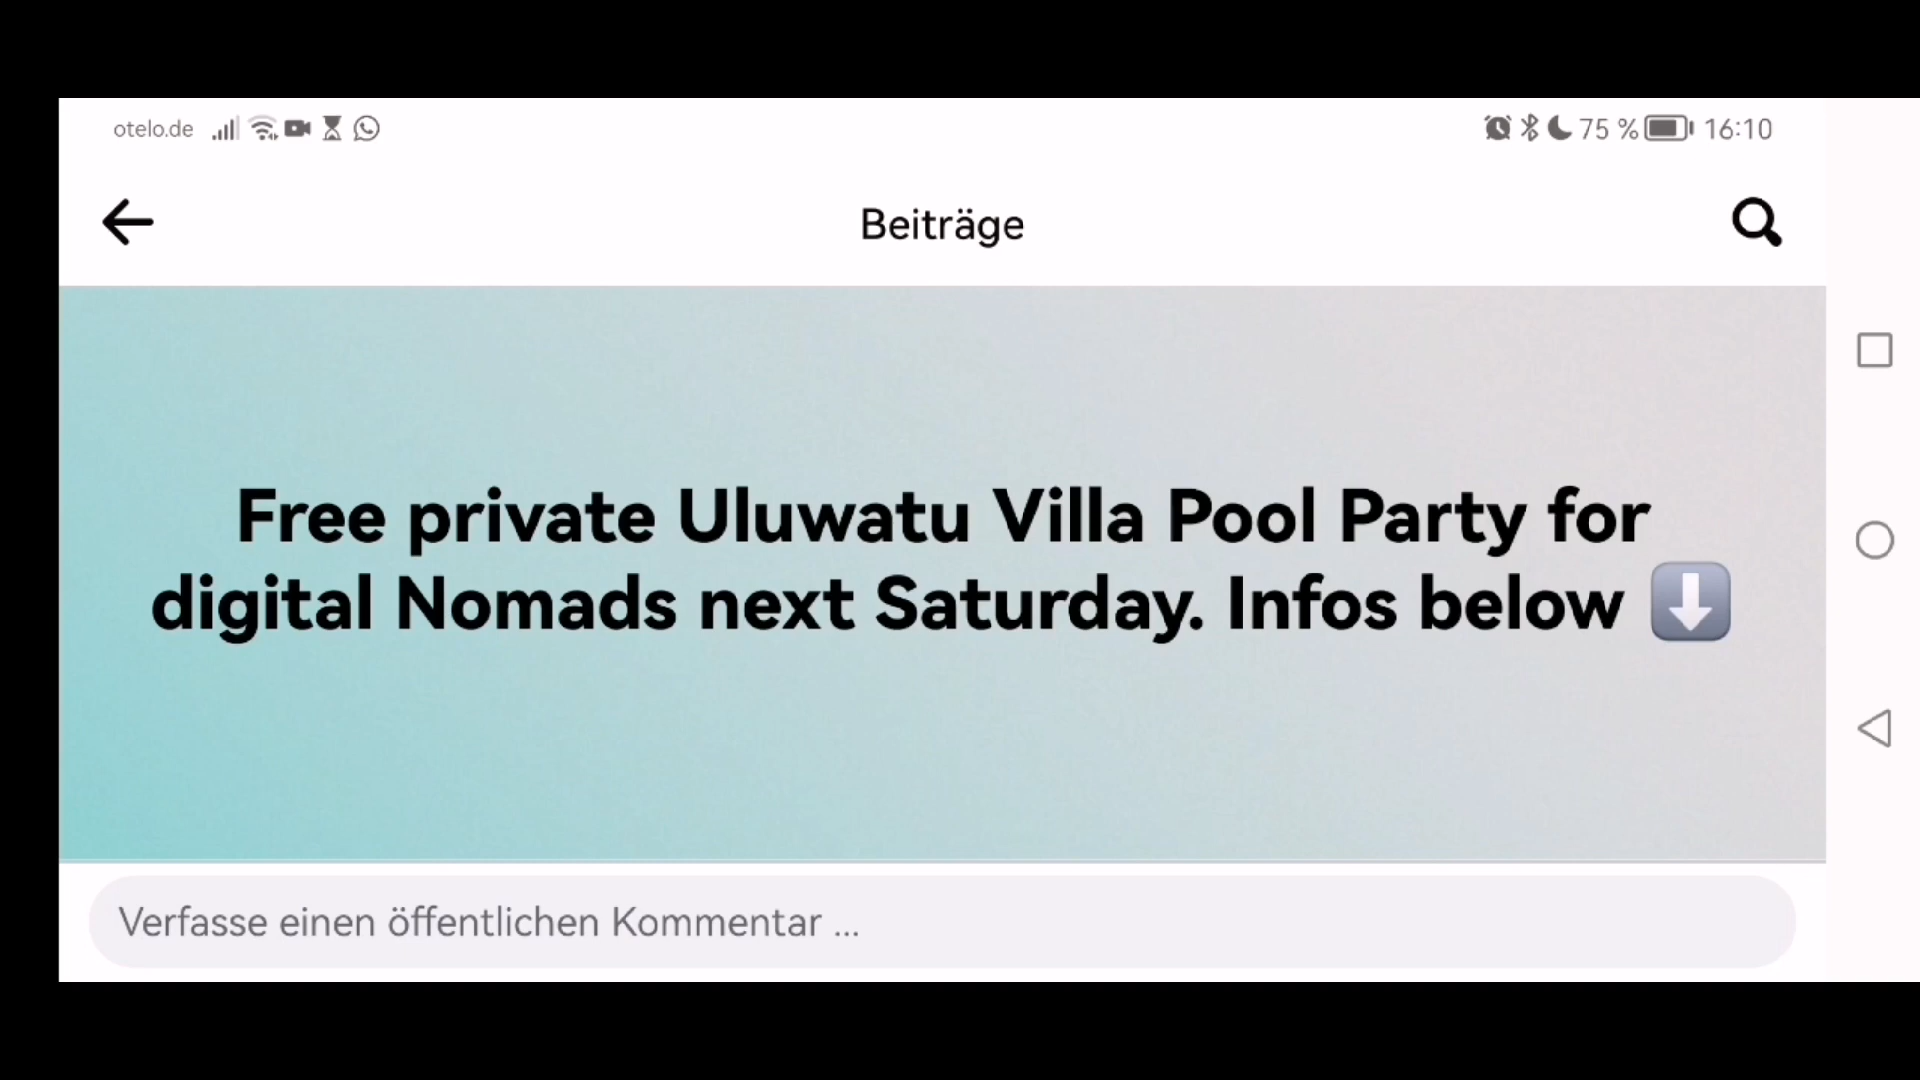 otelo.de 75 % 16:10
Beiträge
Free private Uluwatu Villa Pool Party for
digital Nomads next Saturday. Infos below ⬇️
Verfasse einen öffentlichen Kommentar ...